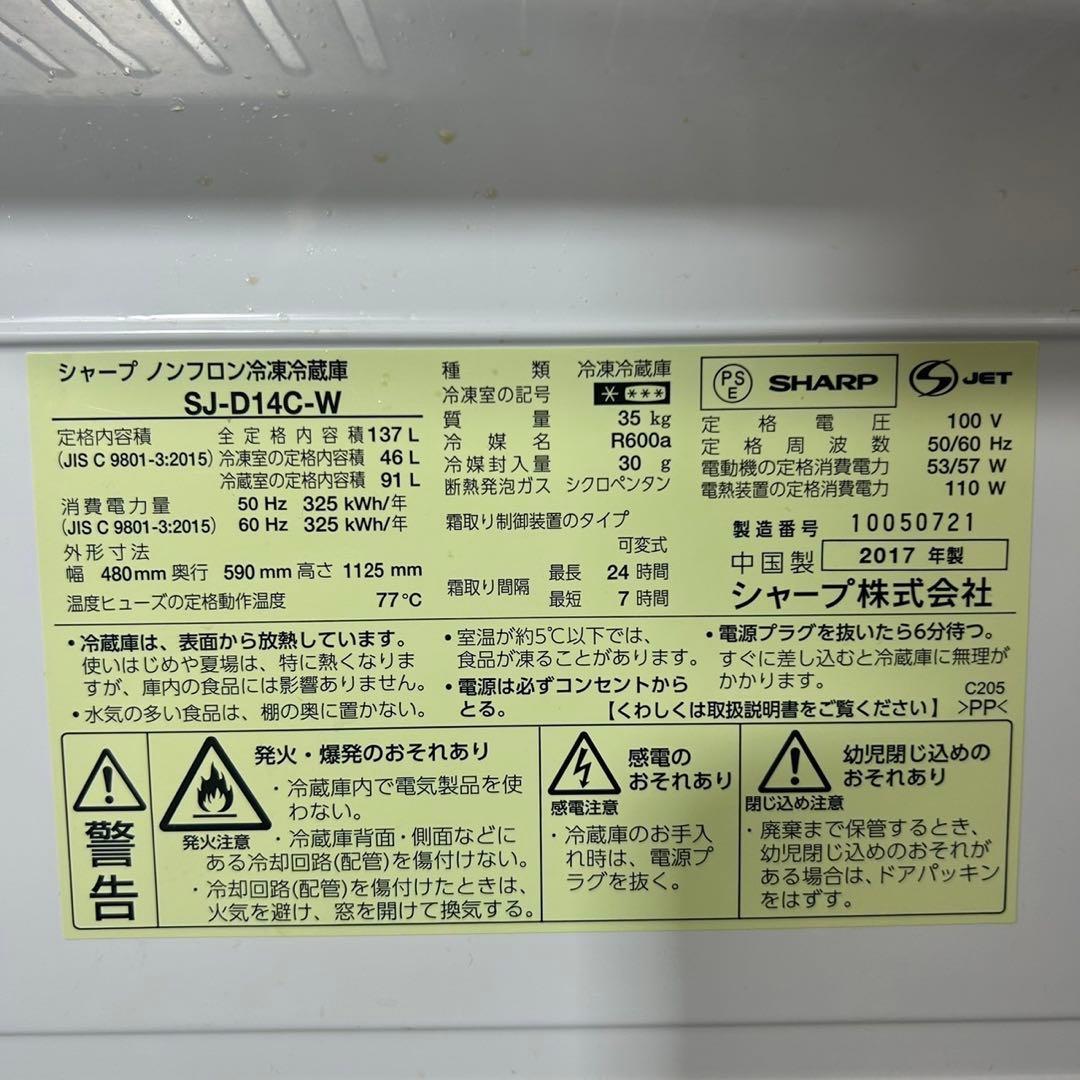 シャープ ノンフロン冷凍冷蔵庫
SJ-D14C-W
定格内容積 全定格内容積 137 L
(JIS C 9801-3:2015) 冷凍室の定格内容積 46 L
冷蔵室の定格内容積 91 L
消費電力量 50 Hz 325 kWh/年
(JIS C 9801-3:2015) 60 Hz 325 kWh/年
外形寸法
幅 480mm 奥行 590mm 高さ 1125 mm
温度ヒューズの定格動作温度 77℃
種類 冷凍冷蔵庫
冷凍室の記号 * ***
質量 35 kg
冷媒名 R600a
冷媒封入量 30 g
断熱発泡ガス シクロペンタン
霜取り制御装置のタイプ
可変式
霜取り間隔 最長 24 時間
最短 7 時間
PSE SHARP JET
定格電圧 100 V
定格周波数 50/60 Hz
電動機の定格消費電力 53/57 W
電熱装置の定格消費電力 110 W
製造番号 10050721
中国製 2017 年製
シャープ株式会社
・冷蔵庫は、表面から放熱しています。
使いはじめや夏場は、特に熱くなりま
すが、庫内の食品には影響ありません。
・水気の多い食品は、棚の奥に置かない。
・室温が約5℃以下では、
食品が凍ることがあります。
・電源は必ずコンセントから
とる。
・電源プラグを抜いたら6分待つ。
すぐに差し込むと冷蔵庫に無理が
かかります。
C205
【くわしくは取扱説明書をご覧ください】 >PP<
警告
発火注意
発火・爆発のおそれあり
・冷蔵庫内で電気製品を使
わない。
・冷蔵庫背面・側面などに
ある冷却回路(配管)を傷付けない。
・冷却回路(配管)を傷付けたときは、
火気を避け、窓を開けて換気する。
感電の
おそれあり
感電注意
・冷蔵庫のお手入
れ時は、電源プ
ラグを抜く。
幼児閉じ込めの
おそれあり
閉じ込め注意
・廃棄まで保管するとき、
幼児閉じ込めのおそれが
ある場合は、ドアパッキン
をはずす。